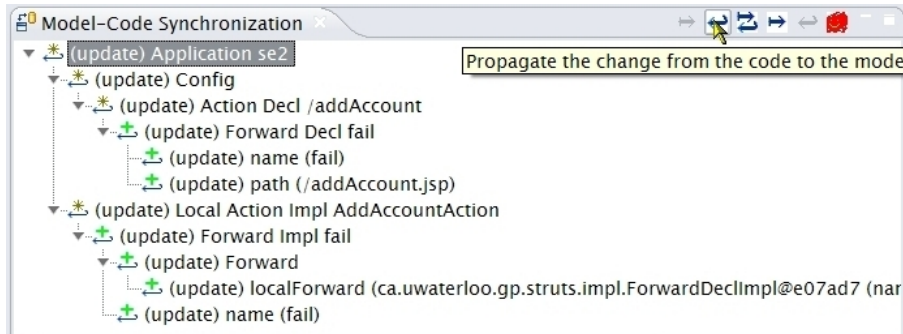 Model-Code Synchronization
(update) Application se2
Propagate the change from the code to the mode
(update) Config
(update) Action Decl /addAccount
(update) Forward Decl fail
(update) name (fail)
(update) path (/addAccount.jsp)
(update) Local Action Impl AddAccountAction
(update) Forward Impl fail
(update) Forward
(update) localForward (ca.uwaterloo.gp.struts.impl.ForwardDeclImpl@e07ad7 (nar
(update) name (fail)